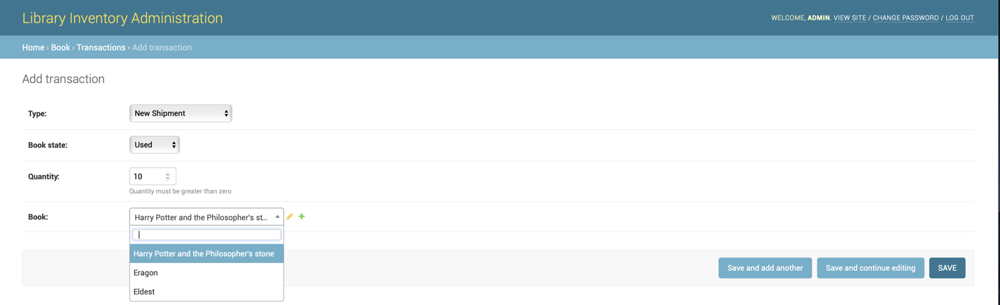 Library Inventory Administration
WELCOME, ADMIN. VIEW SITE / CHANGE PASSWORD / LOG OUT
Home › Book › Transactions › Add transaction
Add transaction
Type: New Shipment
Book state: Used
Quantity: 10
Quantity must be greater than zero
Book: Harry Potter and the Philosopher's st...
Harry Potter and the Philosopher's stone
Eragon
Eldest
Save and add another Save and continue editing SAVE